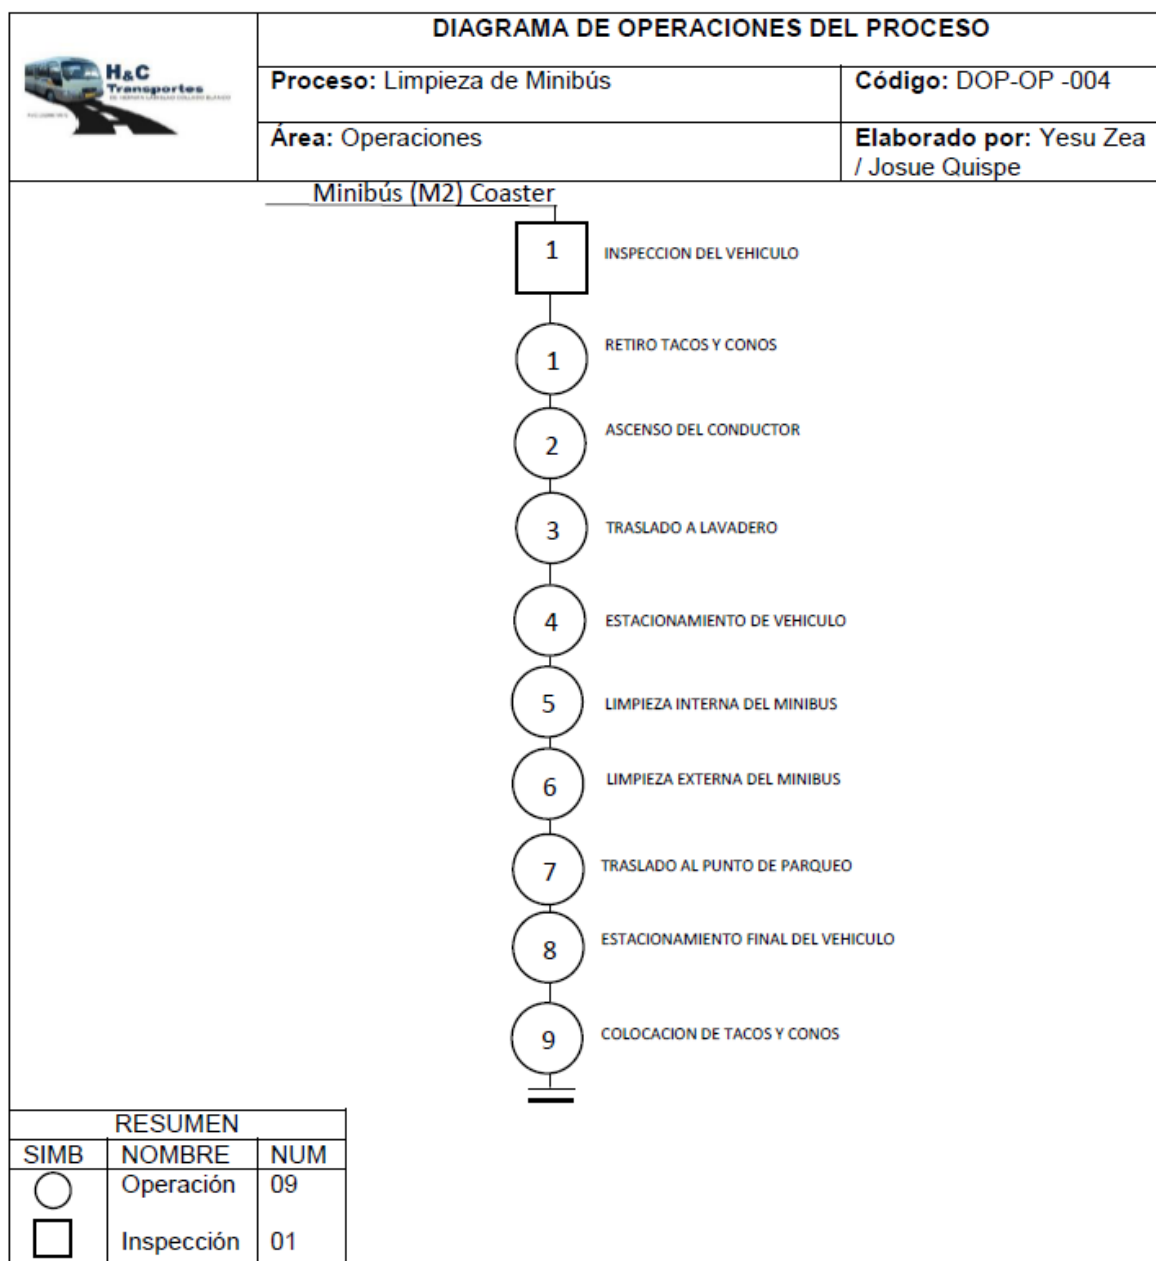 DIAGRAMA DE OPERACIONES DEL PROCESO
H&C
Transportes
Proceso: Limpieza de Minibús
Código: DOP-OP -004
Área: Operaciones
Elaborado por: Yesu Zea
/ Josue Quispe
Minibús (M2) Coaster
1 INSPECCION DEL VEHICULO
1 RETIRO TACOS Y CONOS
2 ASCENSO DEL CONDUCTOR
3 TRASLADO A LAVADERO
4 ESTACIONAMIENTO DE VEHICULO
5 LIMPIEZA INTERNA DEL MINIBUS
6 LIMPIEZA EXTERNA DEL MINIBUS
7 TRASLADO AL PUNTO DE PARQUEO
8 ESTACIONAMIENTO FINAL DEL VEHICULO
9 COLOCACION DE TACOS Y CONOS
RESUMEN
SIMB NOMBRE NUM
Operación 09
Inspección 01